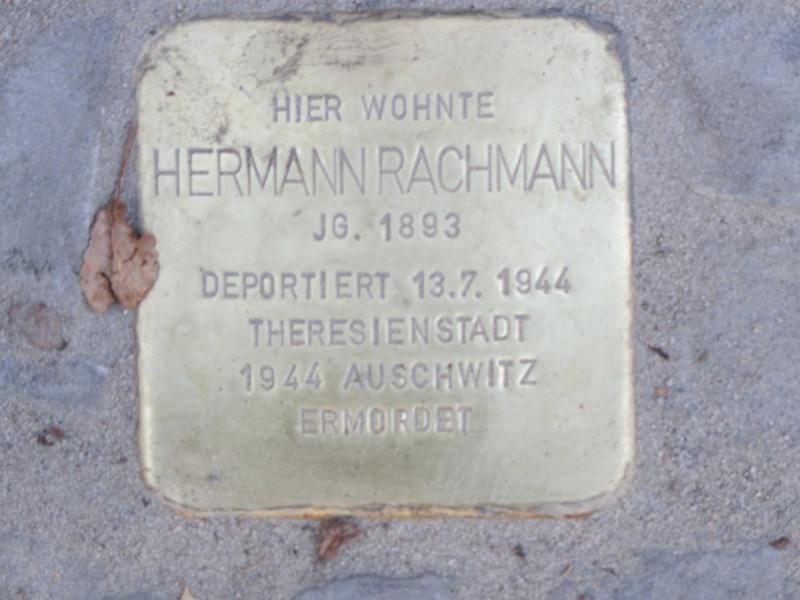 HIER WOHNTE
HERMANN RACHMANN
JG. 1893
DEPORTIERT 13.7. 1944
THERESIENSTADT
1944 AUSCHWITZ
ERMORDET